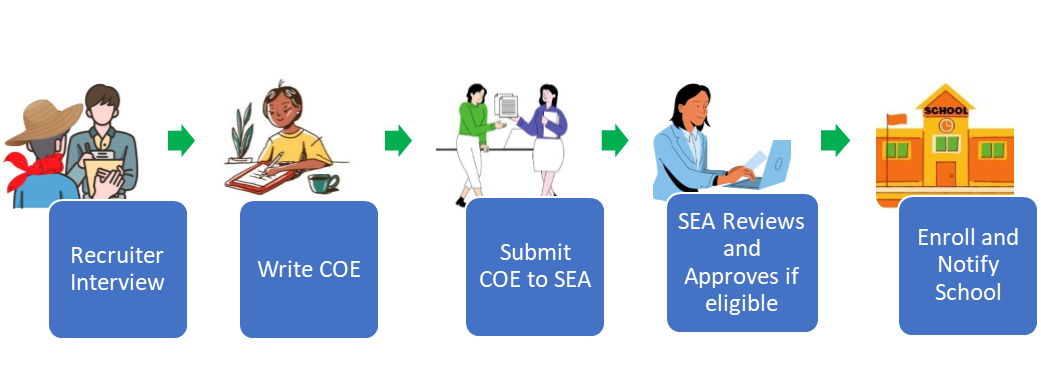 SCHOOL
Recruiter
Interview
Write COE
Submit
COE to SEA
SEA Reviews
and
Approves if
eligible
Enroll and
Notify
School